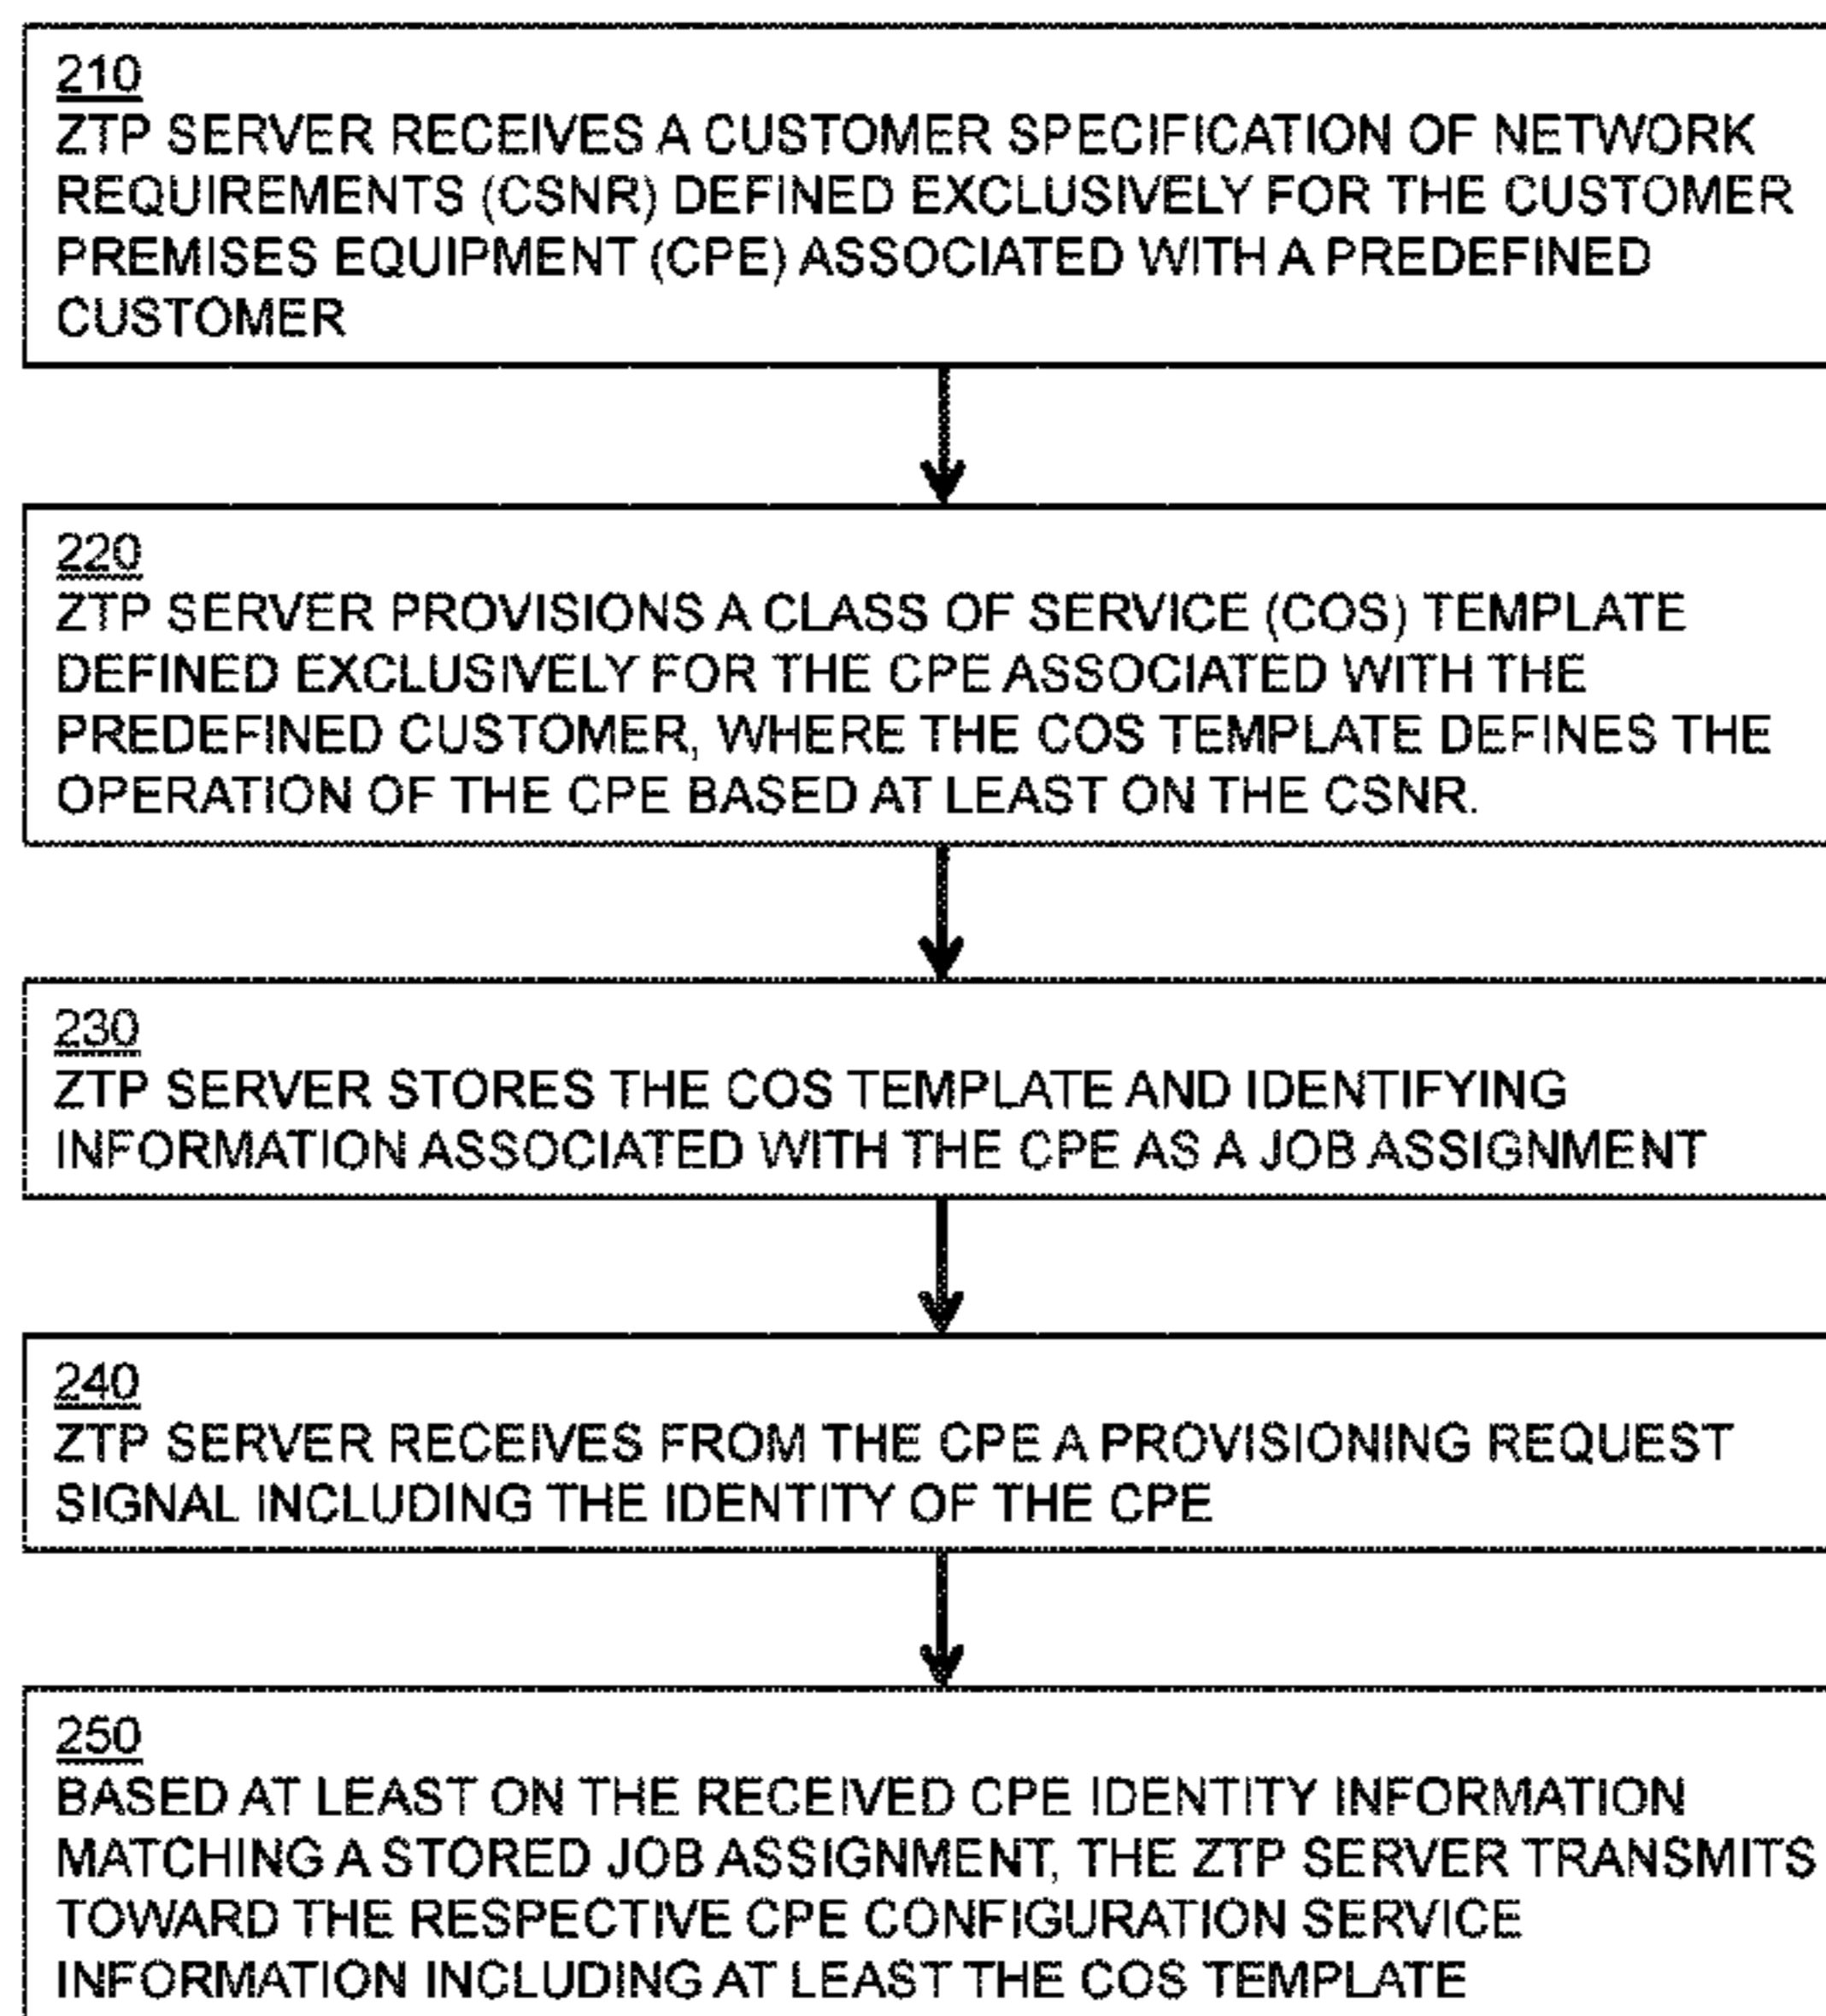 210
ZTP SERVER RECEIVES A CUSTOMER SPECIFICATION OF NETWORK
REQUIREMENTS (CSNR) DEFINED EXCLUSIVELY FOR THE CUSTOMER
PREMISES EQUIPMENT (CPE) ASSOCIATED WITH A PREDEFINED
CUSTOMER
220
ZTP SERVER PROVISIONS A CLASS OF SERVICE (COS) TEMPLATE
DEFINED EXCLUSIVELY FOR THE CPE ASSOCIATED WITH THE
PREDEFINED CUSTOMER, WHERE THE COS TEMPLATE DEFINES THE
OPERATION OF THE CPE BASED AT LEAST ON THE CSNR.
230
ZTP SERVER STORES THE COS TEMPLATE AND IDENTIFYING
INFORMATION ASSOCIATED WITH THE CPE AS A JOB ASSIGNMENT
240
ZTP SERVER RECEIVES FROM THE CPE A PROVISIONING REQUEST
SIGNAL INCLUDING THE IDENTITY OF THE CPE
250
BASED AT LEAST ON THE RECEIVED CPE IDENTITY INFORMATION
MATCHING A STORED JOB ASSIGNMENT, THE ZTP SERVER TRANSMITS
TOWARD THE RESPECTIVE CPE CONFIGURATION SERVICE
INFORMATION INCLUDING AT LEAST THE COS TEMPLATE